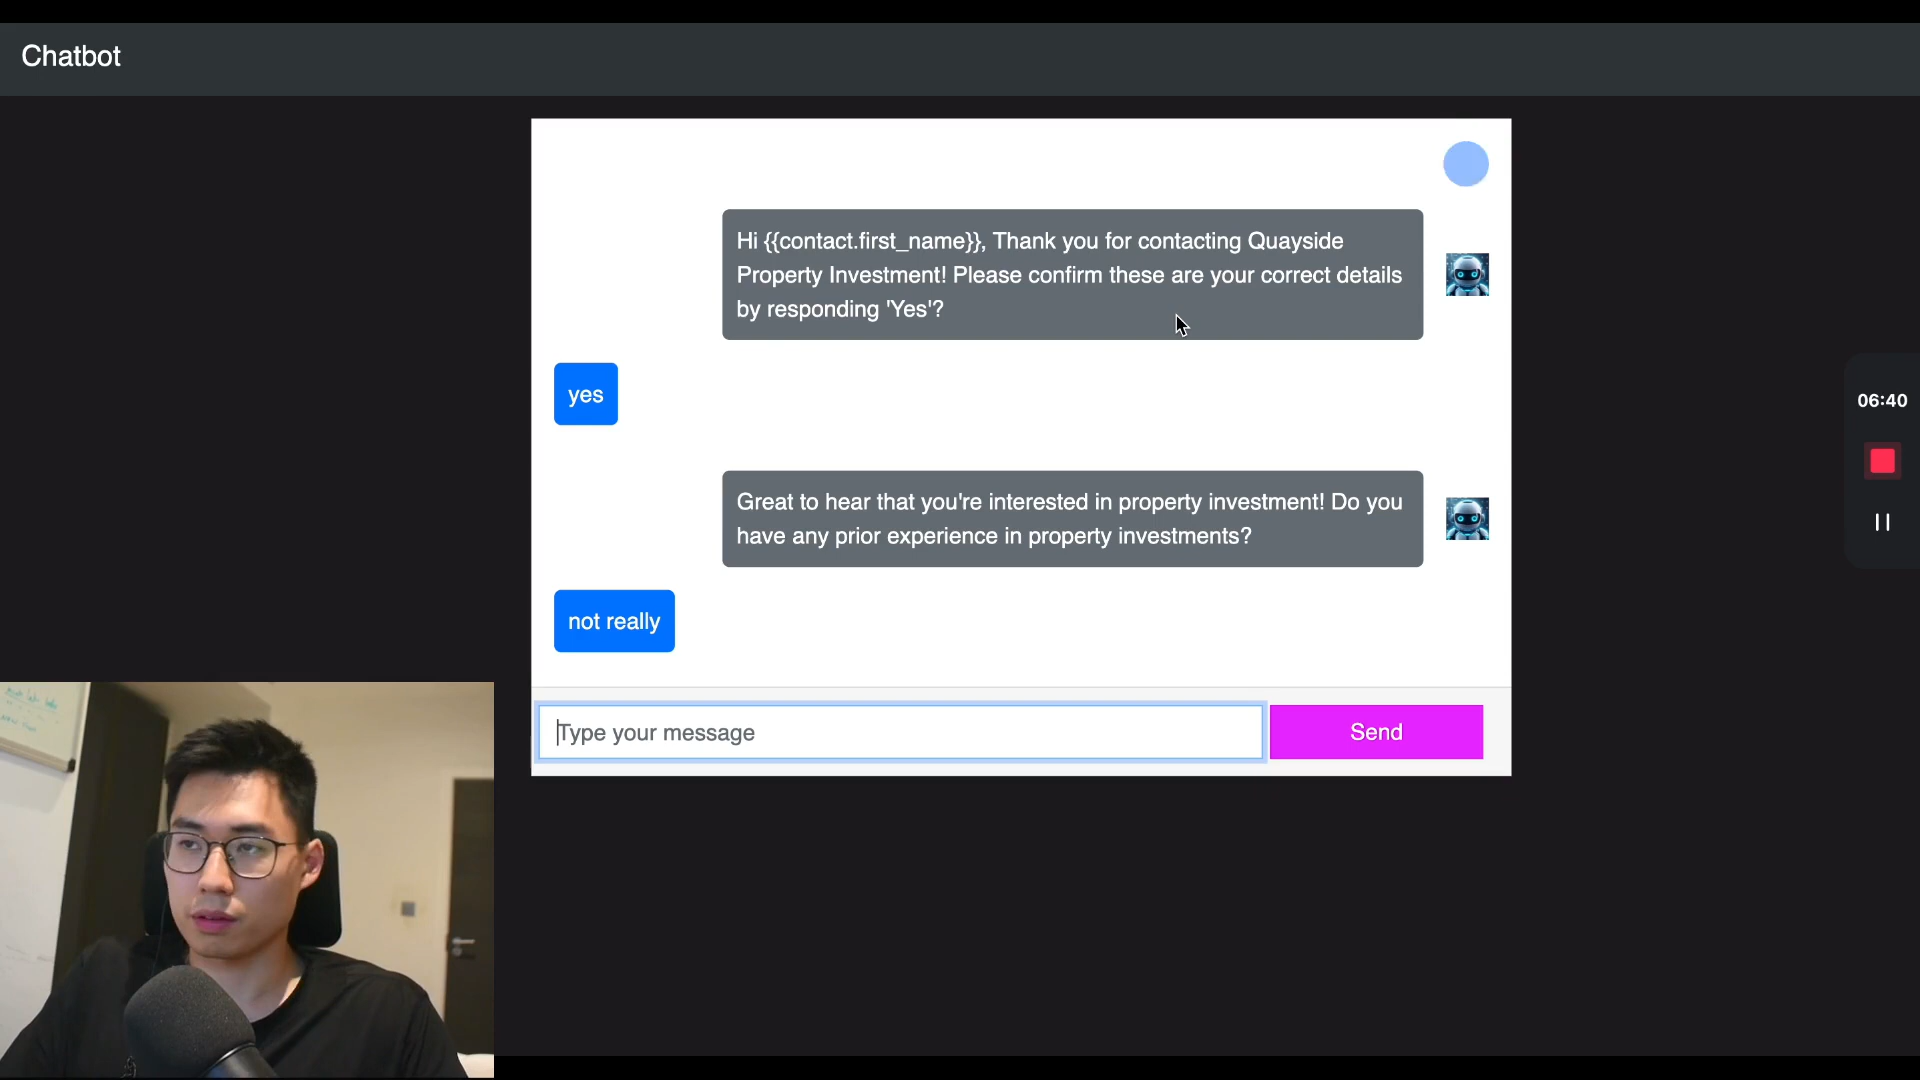 Chatbot
Hi {{contact.first_name}}, Thank you for contacting Quayside
Property Investment! Please confirm these are your correct details
by responding 'Yes'?
yes
Great to hear that you're interested in property investment! Do you
have any prior experience in property investments?
not really
Type your message
Send
06:40